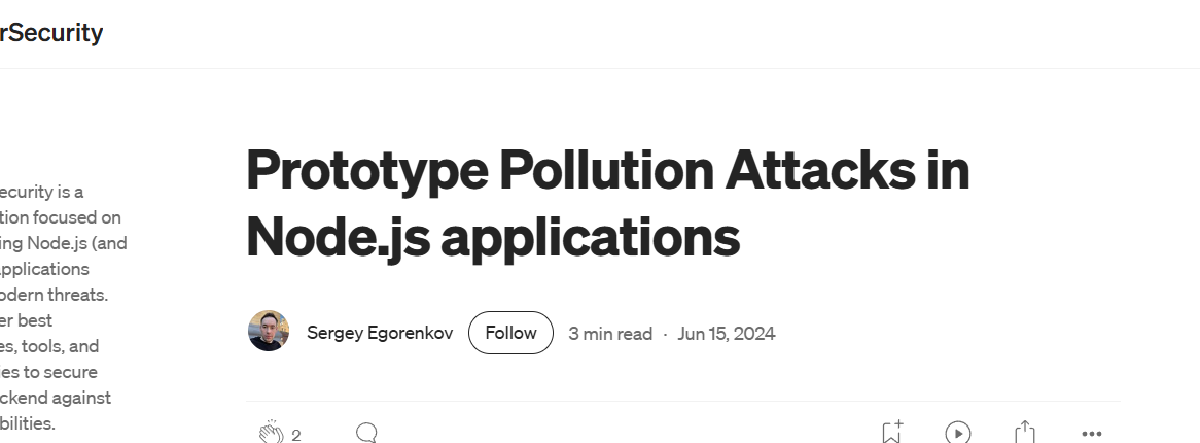 rSecurity
Prototype Pollution Attacks in
Node.js applications
Sergey Egorenkov Follow 3 min read · Jun 15, 2024
2
ecurity is a
tion focused on
ing Node.js (and
applications
odern threats.
er best
es, tools, and
ies to secure
ckend against
bilities.